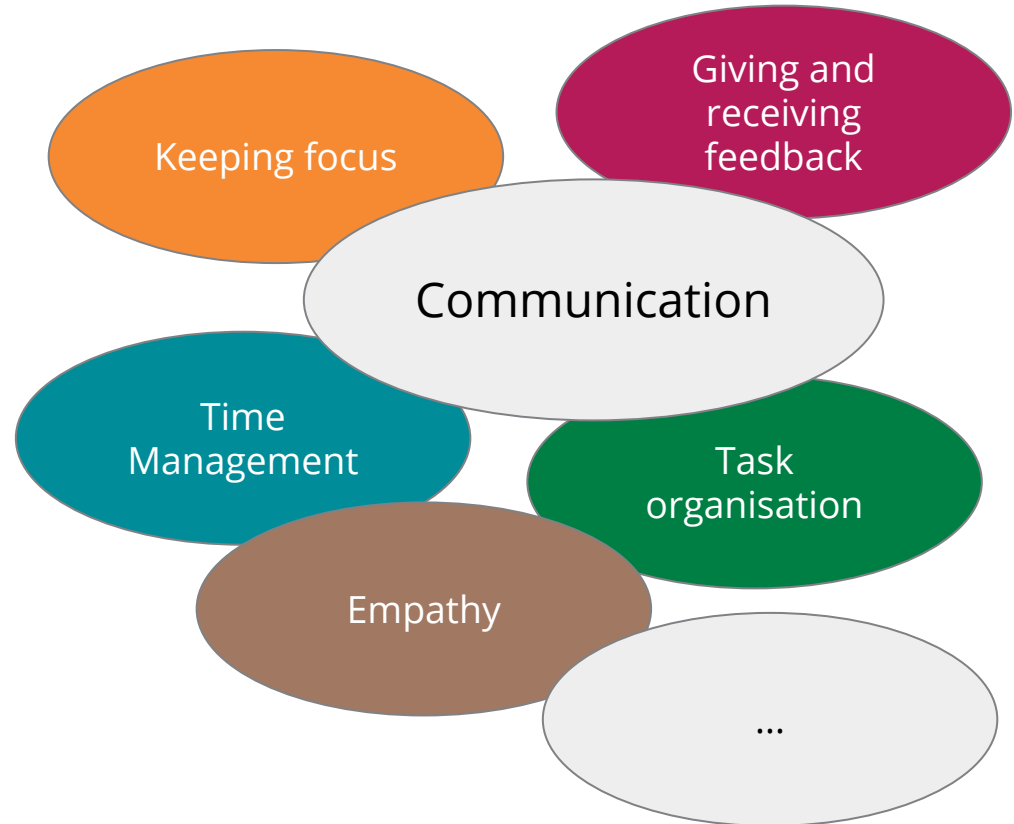 Giving and
receiving
feedback
Keeping focus
Communication
Time
Management
Task
organisation
Empathy
...